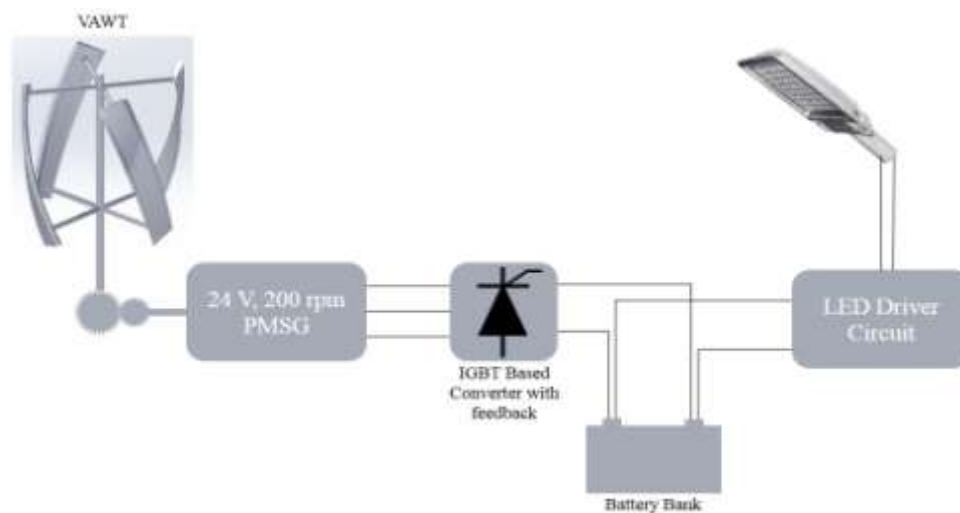 VAWT
24 V, 200 rpm
PMSG
IGBT Based
Converter with
feedback
LED Driver
Circuit
Battery Bank